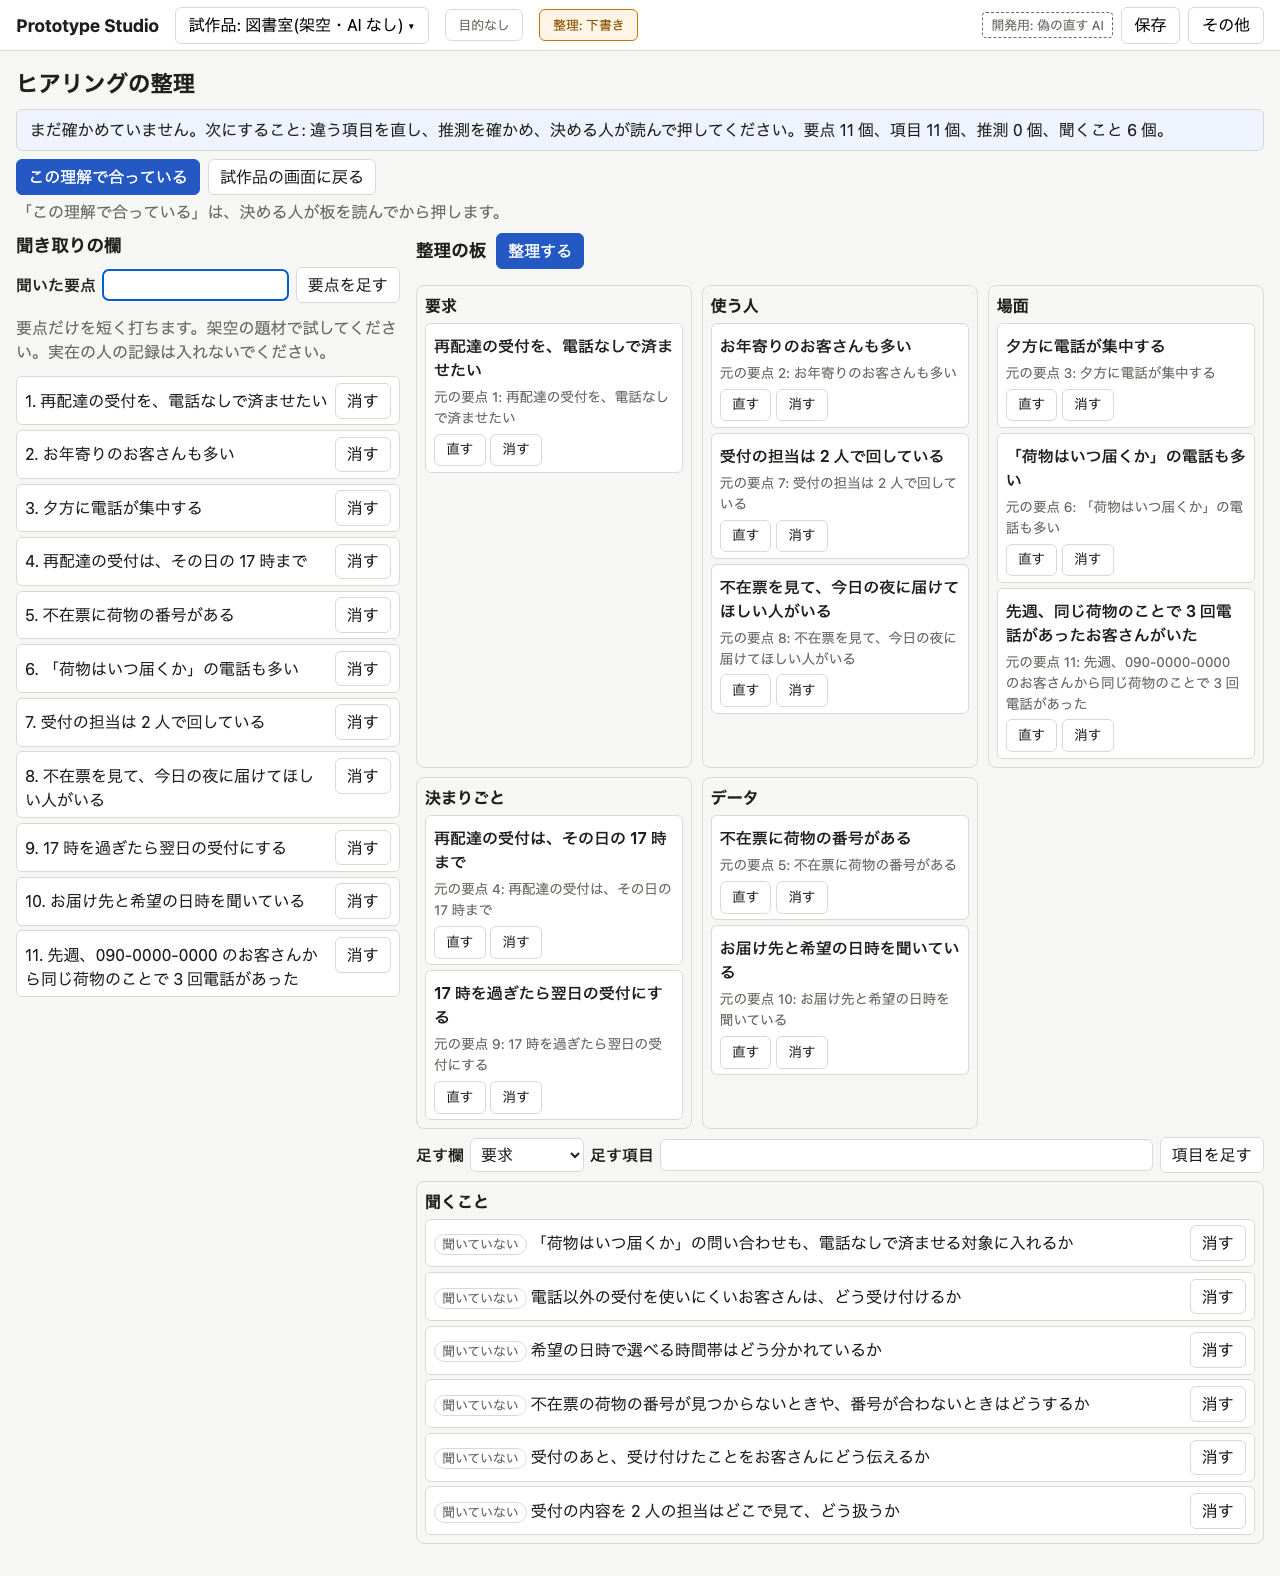 Prototype Studio
試作品: 図書室(架空・AI なし) ▾
目的なし
整理: 下書き
開発用: 偽の直す AI
保存
その他
ヒアリングの整理
まだ確かめていません。次にすること: 違う項目を直し、推測を確かめ、決める人が読んで押してください。要点 11 個、項目 11 個、推測 0 個、聞くこと 6 個。
この理解で合っている
試作品の画面に戻る
「この理解で合っている」は、決める人が板を読んでから押します。
聞き取りの欄
聞いた要点
要点を足す
要点だけを短く打ちます。架空の題材で試してくださ
い。実在の人の記録は入れないでください。
1. 再配達の受付を、電話なしで済ませたい
消す
2. お年寄りのお客さんも多い
消す
3. 夕方に電話が集中する
消す
4. 再配達の受付は、その日の 17 時まで
消す
5. 不在票に荷物の番号がある
消す
6. 「荷物はいつ届くか」の電話も多い
消す
7. 受付の担当は 2 人で回している
消す
8. 不在票を見て、今日の夜に届けてほし
い人がいる
消す
9. 17 時を過ぎたら翌日の受付にする
消す
10. お届け先と希望の日時を聞いている
消す
11. 先週、090-0000-0000 のお客さんか
ら同じ荷物のことで 3 回電話があった
消す
整理の板
整理する
要求
再配達の受付を、電話なしで済ま
せたい
元の要点 1: 再配達の受付を、電話なし
で済ませたい
直す
消す
使う人
お年寄りのお客さんも多い
元の要点 2: お年寄りのお客さんも多い
直す
消す
受付の担当は 2 人で回している
元の要点 7: 受付の担当は 2 人で回して
いる
直す
消す
不在票を見て、今日の夜に届けて
ほしい人がいる
元の要点 8: 不在票を見て、今日の夜に
届けてほしい人がいる
直す
消す
場面
夕方に電話が集中する
元の要点 3: 夕方に電話が集中する
直す
消す
「荷物はいつ届くか」の電話も多
い
元の要点 6: 「荷物はいつ届くか」の電
話も多い
直す
消す
先週、同じ荷物のことで 3 回電
話があったお客さんがいた
元の要点 11: 先週、090-0000-0000
のお客さんから同じ荷物のことで 3 回
電話があった
直す
消す
決まりごと
再配達の受付は、その日の 17 時
まで
元の要点 4: 再配達の受付は、その日の
17 時まで
直す
消す
17 時を過ぎたら翌日の受付にす
る
元の要点 9: 17 時を過ぎたら翌日の受
付にする
直す
消す
データ
不在票に荷物の番号がある
元の要点 5: 不在票に荷物の番号がある
直す
消す
お届け先と希望の日時を聞いてい
る
元の要点 10: お届け先と希望の日時を
聞いている
直す
消す
足す欄
要求
足す項目
項目を足す
聞くこと
聞いていない 「荷物はいつ届くか」の問い合わせも、電話なしで済ませる対象に入れるか
消す
聞いていない 電話以外の受付を使いにくいお客さんは、どう受け付けるか
消す
聞いていない 希望の日時で選べる時間帯はどう分かれているか
消す
聞いていない 不在票の荷物の番号が見つからないときや、番号が合わないときはどうするか
消す
聞いていない 受付のあと、受け付けたことをお客さんにどう伝えるか
消す
聞いていない 受付の内容を 2 人の担当はどこで見て、どう扱うか
消す